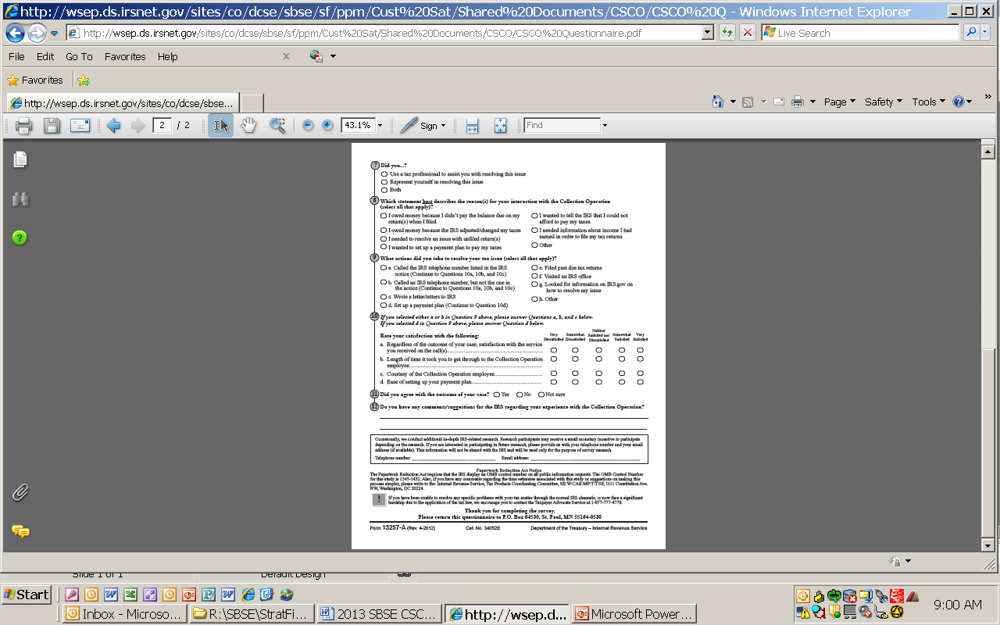 http://wsep.ds.irsnet.gov/sites/co/dcse/sbse/sf/ppm/Cust%20Sat/Shared%20Documents/CSCO/CSCO%20Q - Windows Internet Explorer
http://wsep.ds.irsnet.gov/sites/co/dcse/sbse/sf/ppm/Cust%20Sat/Shared%20Documents/CSCO/CSCO%20Questionnaire.pdf Live Search
File Edit Go To Favorites Help
Favorites
http://wsep.ds.irsnet.gov/sites/co/dcse/sbse... Page Safety Tools
2 / 2 43.1% Sign Find
7 Did you...?
Use a tax professional to assist you with resolving this issue
Represent yourself in resolving this issue
Both
8 Which statement best describes the reason(s) for your interaction with the Collection Operation
(select all that apply)?
I owed money because I didn't pay the balance due on my
return(s) when I filed
I owed money because the IRS adjusted/changed my taxes
I needed to resolve an issue with unfiled return(s)
I wanted to set up a payment plan to pay my taxes
I wanted to tell the IRS that I could not
afford to pay my taxes
I needed information about income I had
earned in order to file my tax returns
Other
9 What actions did you take to resolve your tax issue (select all that apply)?
a. Called the IRS telephone number listed in the IRS
notice (Continue to Questions 10a, 10b, and 10c)
b. Called an IRS telephone number, but not the one in
the notice (Continue to Questions 10a, 10b, and 10c)
c. Wrote a letter/letters to IRS
d. Set up a payment plan (Continue to Question 10d)
e. Filed past due tax returns
f. Visited an IRS office
g. Looked for information on IRS.gov on
how to resolve my issue
h. Other
10 If you selected either a or b in Question 9 above, please answer Questions a, b, and c below.
If you selected d in Question 9 above, please answer Question d below.
Rate your satisfaction with the following:
Very Dissatisfied
Somewhat Dissatisfied
Neither Satisfied nor Dissatisfied
Somewhat Satisfied
Very Satisfied
a. Regardless of the outcome of your case, satisfaction with the service
you received on the call(s)
b. Length of time it took you to get through to the Collection Operation
employee
c. Courtesy of the Collection Operation employee
d. Ease of setting up your payment plan
11 Did you agree with the outcome of your case? Yes No Not sure
12 Do you have any comments/suggestions for the IRS regarding your experience with the Collection Operation?
Occasionally, we conduct additional in-depth IRS-related research. Research participants may receive a small monetary incentive to participate
depending on the research. If you are interested in participating in future research, please provide us with your telephone number and your email
address (if available). This information will not be shared with the IRS and will be used only for the purpose of survey research.
Telephone number: Email address:
Paperwork Reduction Act Notice
The Paperwork Reduction Act requires that the IRS display an OMB control number on all public information requests. The OMB Control Number
for this study is 1545-1432. Also, if you have any comments regarding the time estimates associated with this study or suggestions on making this
process simpler, please write to the: Internal Revenue Service, Tax Products Coordinating Committee, SE:W:CAR:MP:T:T:SP, 1111 Constitution Ave.
NW, Washington, DC 20224.
! If you have been unable to resolve any specific problems with your tax matter through the normal IRS channels, or now face a significant
hardship due to the application of the tax law, we encourage you to contact the Taxpayer Advocate Service at 1-877-777-4778.
Thank you for completing the survey.
Please return this questionnaire to P.O. Box 64530, St. Paul, MN 55164-0530
Form 13257-A (Rev. 4-2012) Cat. No. 34052E Department of the Treasury – Internal Revenue Service
Slide 1 of 1 Default Design
Start
Inbox - Microso... R:\SBSE\StratFi... 2013 SBSE CSC... http://wsep.d... Microsoft Power... 9:00 AM